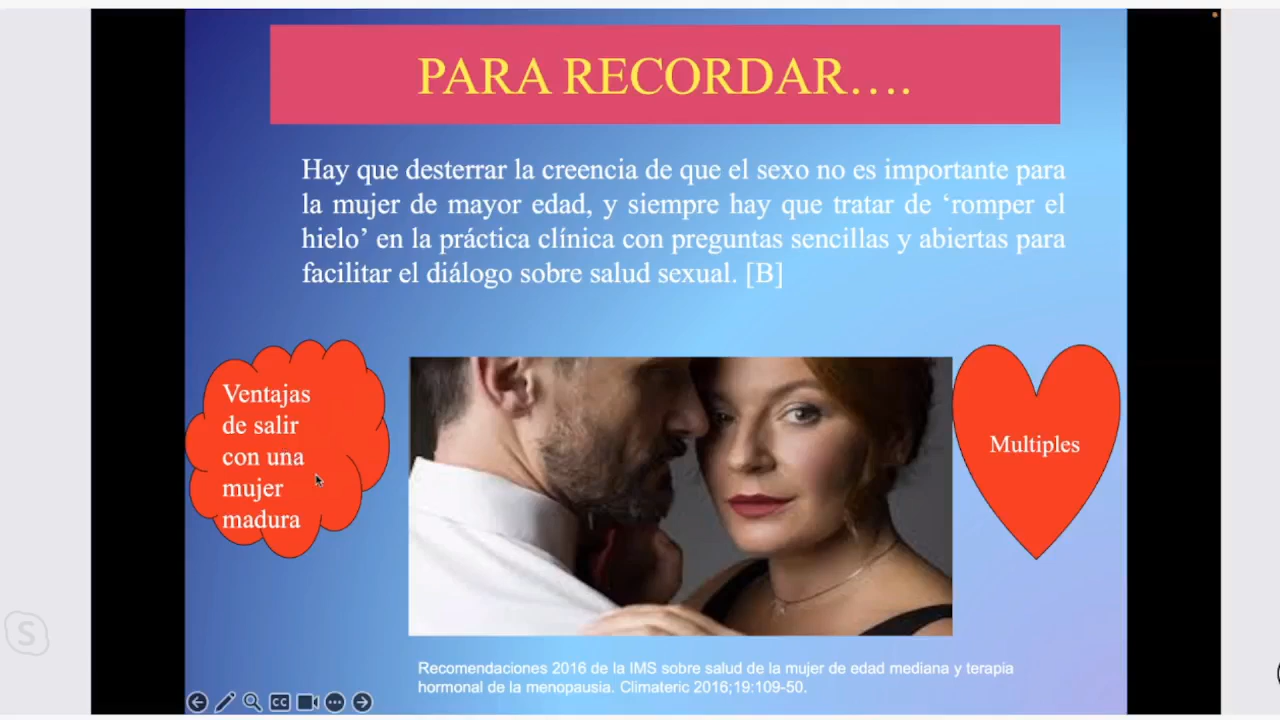 PARA RECORDAR….
Hay que desterrar la creencia de que el sexo no es importante para
la mujer de mayor edad, y siempre hay que tratar de ‘romper el
hielo’ en la práctica clínica con preguntas sencillas y abiertas para
facilitar el diálogo sobre salud sexual. [B]
Ventajas
de salir
con una
mujer
madura
Multiples
Recomendaciones 2016 de la IMS sobre salud de la mujer de edad mediana y terapia
hormonal de la menopausia. Climateric 2016;19:109-50.
S
CC